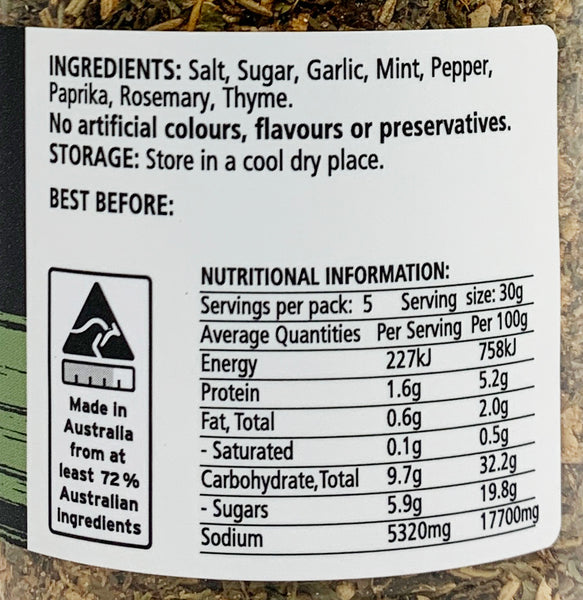 INGREDIENTS: Salt, Sugar, Garlic, Mint, Pepper,
Paprika, Rosemary, Thyme.
No artificial colours, flavours or preservatives.
STORAGE: Store in a cool dry place.
BEST BEFORE:
Made in
Australia
from at
least 72%
Australian
Ingredients
NUTRITIONAL INFORMATION:
Servings per pack: 5 Serving size: 30g
Average Quantities Per Serving Per 100g
Energy 227kJ 758kJ
Protein 1.6g 5.2g
Fat, Total 0.6g 2.0g
- Saturated 0.1g 0.5g
Carbohydrate, Total 9.7g 32.2g
- Sugars 5.9g 19.8g
Sodium 5320mg 17700mg